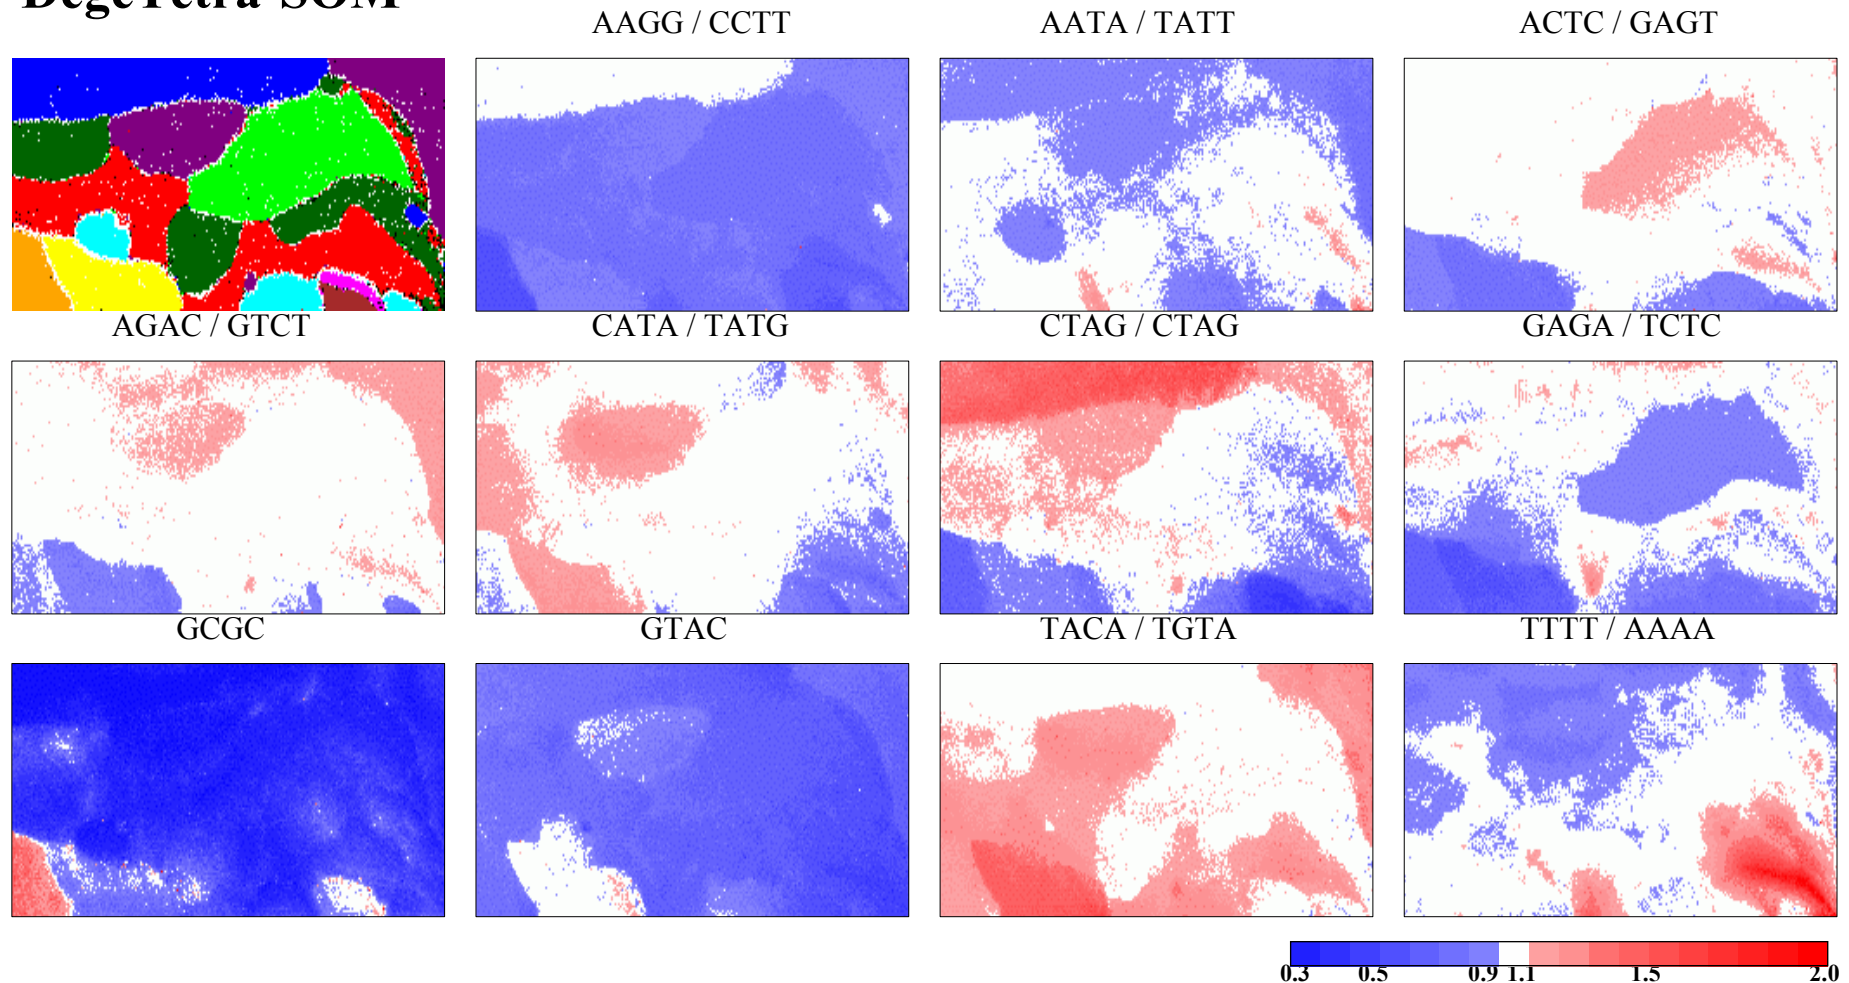 DegeTetra-SOM
AAGG / CCTT
AATA / TATT
ACTC / GAGT
AGAC / GTCT
CATA / TATG
CTAG / CTAG
GAGA / TCTC
GCGC
GTAC
TACA / TGTA
TTTT / AAAA
0.3 0.5 0.9 1.1 1.5 2.0